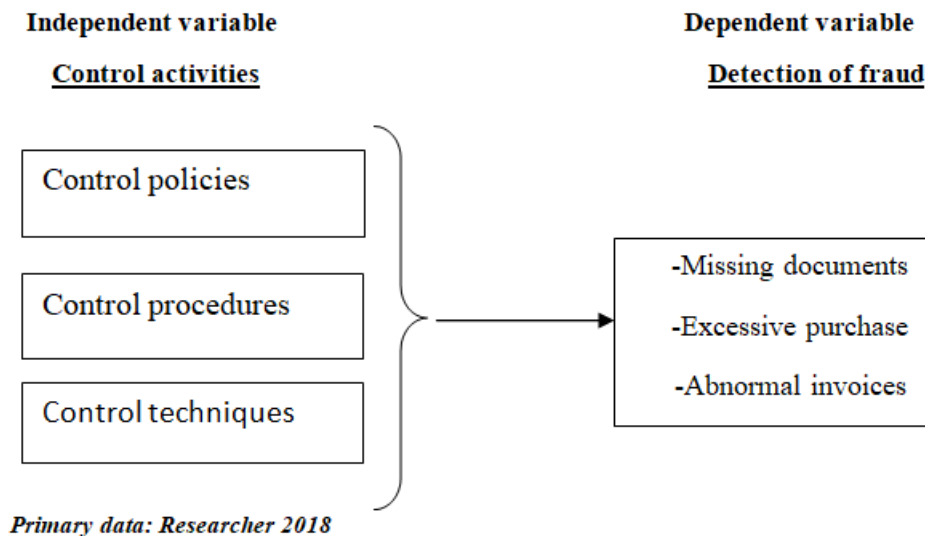 Independent variable
Control activities
Control policies
Control procedures
Control techniques
Dependent variable
Detection of fraud
-Missing documents
-Excessive purchase
-Abnormal invoices
Primary data: Researcher 2018